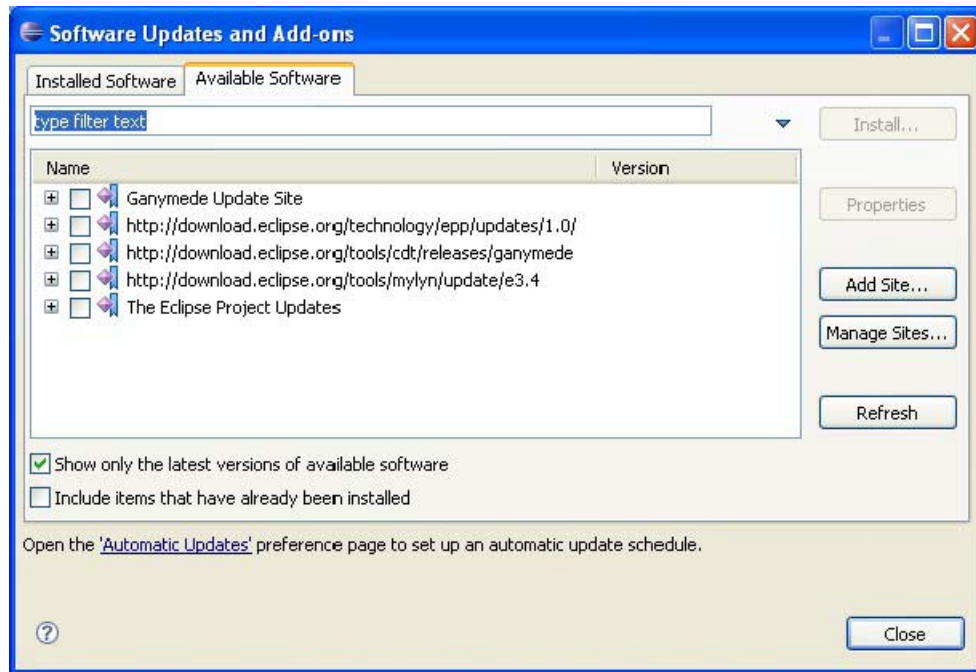 Software Updates and Add-ons
Installed Software Available Software
type filter text Install...
Name Version
Ganymede Update Site
Properties
http://download.eclipse.org/technology/epp/updates/1.0/
http://download.eclipse.org/tools/cdt/releases/ganymede
http://download.eclipse.org/tools/mylyn/update/e3.4
Add Site...
The Eclipse Project Updates
Manage Sites...
Refresh
Show only the latest versions of available software
Include items that have already been installed
Open the 'Automatic Updates' preference page to set up an automatic update schedule.
? Close